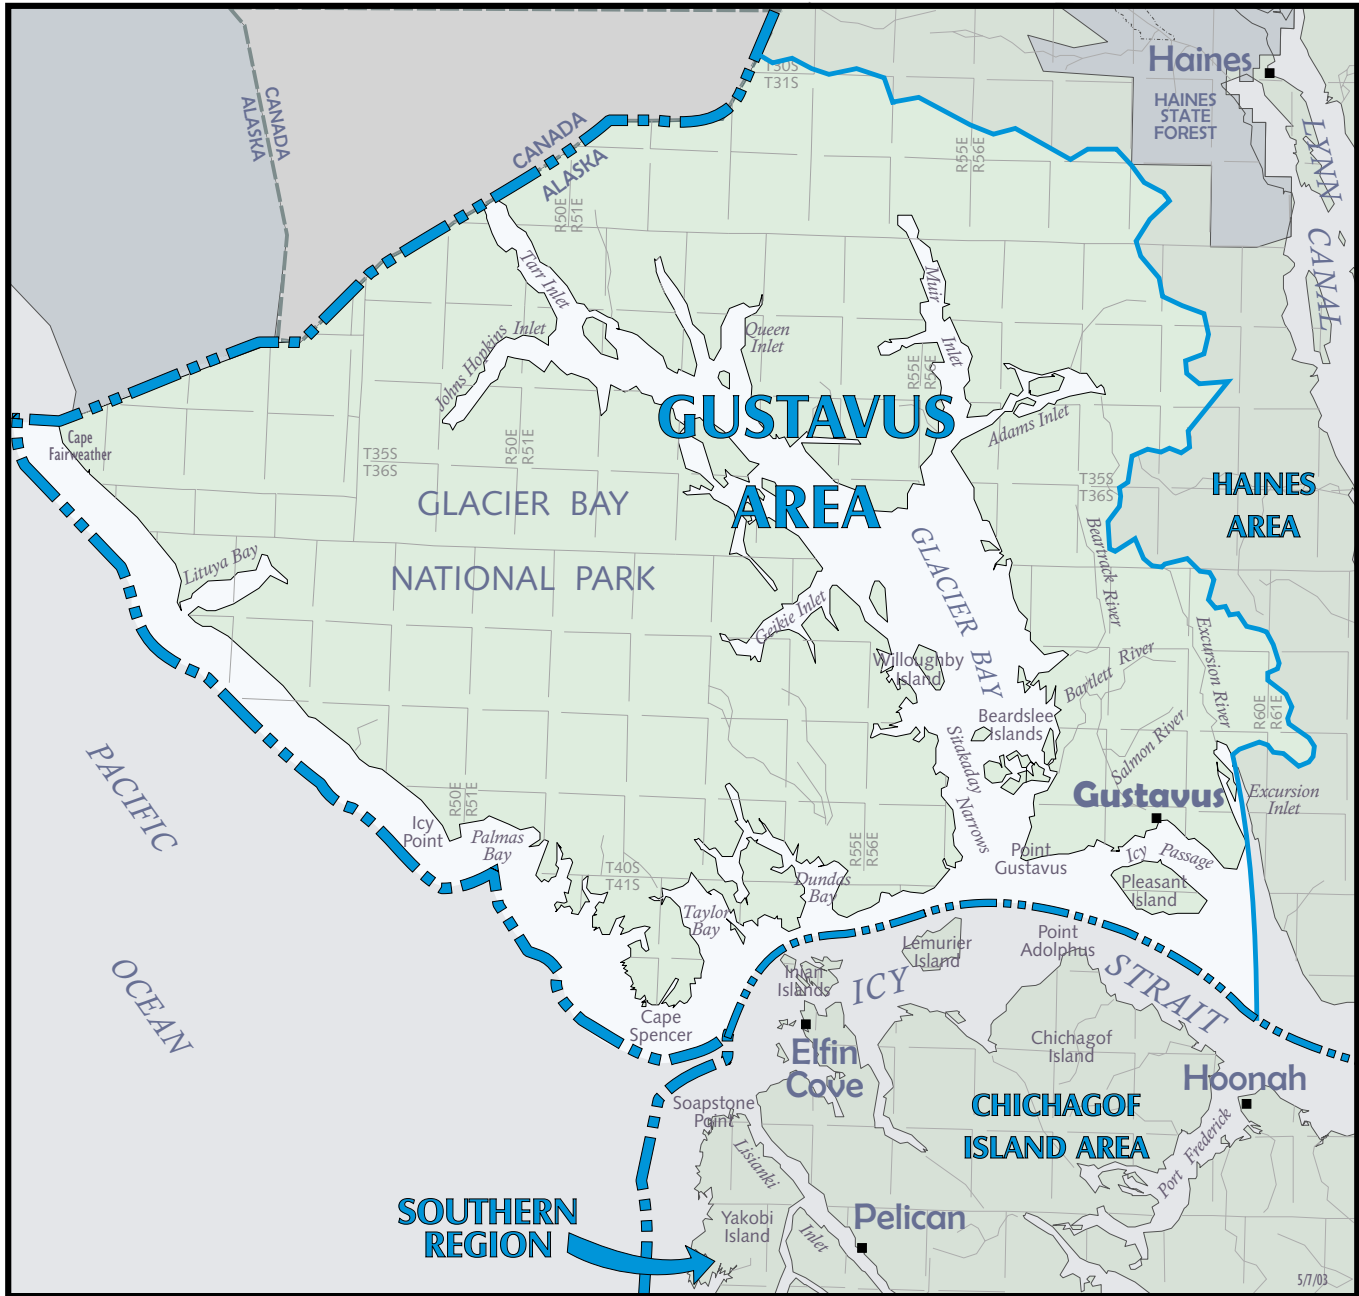 Haines
HAINES
STATE
FOREST
LYNN CANAL
T30S
T31S
CANADA
ALASKA
CANADA
ALASKA
R55E
R56E
R50E
R51E
Tarr Inlet
Muir
Inlet
Johns Hopkins Inlet
Queen
Inlet
R55E
R56E
Adams Inlet
GUSTAVUS
AREA
Cape
Fairweather
T35S
T36S
R50E
R51E
T35S
T36S
HAINES
AREA
GLACIER BAY
NATIONAL PARK
GLACIER BAY
Beartrack River
Lituya Bay
Geikie Inlet
Excursion River
Willoughby
Island
Bartlett River
Beardslee
Islands
R60E
R61E
Sitakaday Narrows
Salmon River
PACIFIC
OCEAN
Gustavus
Excursion
Inlet
R50E
R51E
Icy
Point
Palmas
Bay
R55E
R56E
Point
Gustavus
Icy Passage
Pleasant
Island
T40S
T41S
Dundas
Bay
Taylor
Bay
Lemurier
Island
Point
Adolphus
Inian
Islands
ICY STRAIT
Cape
Spencer
Elfin
Cove
Chichagof
Island
Hoonah
Soapstone
Point
CHICHAGOF
ISLAND AREA
Port Frederick
Lisianki
Inlet
SOUTHERN
REGION
Yakobi
Island
Pelican
5/7/03